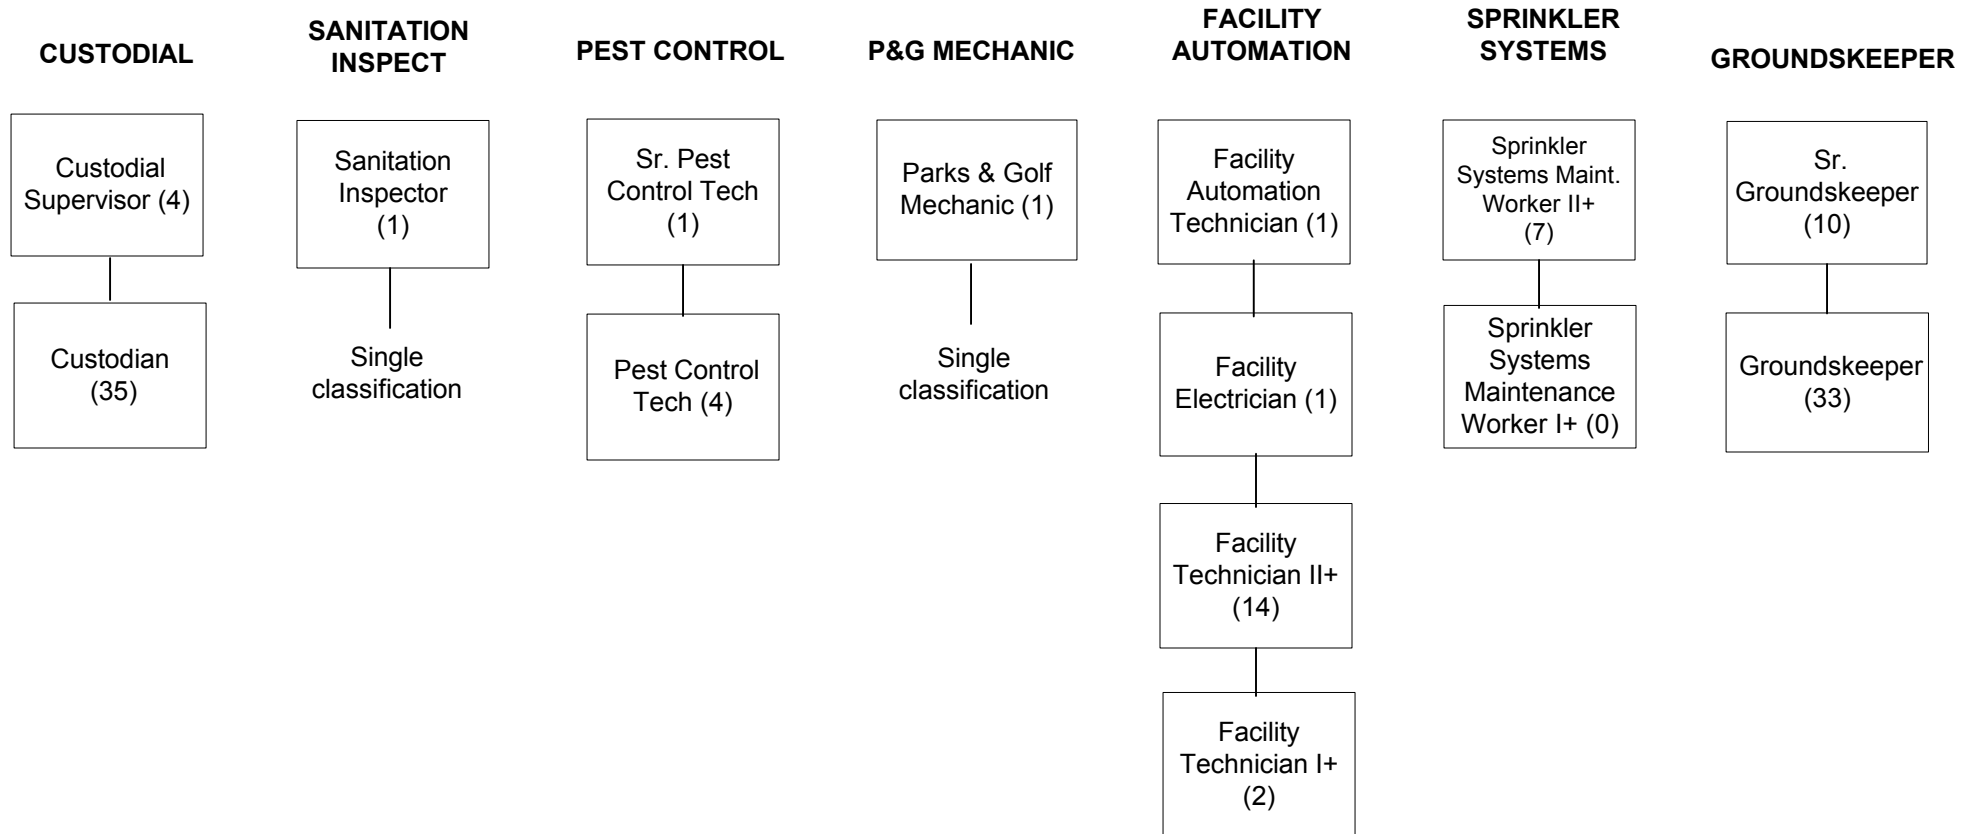 CUSTODIAL
Custodial
Supervisor (4)
Custodian
(35)
SANITATION
INSPECT
Sanitation
Inspector
(1)
Single
classification
PEST CONTROL
Sr. Pest
Control Tech
(1)
Pest Control
Tech (4)
P&G MECHANIC
Parks & Golf
Mechanic (1)
Single
classification
FACILITY
AUTOMATION
Facility
Automation
Technician (1)
Facility
Electrician (1)
Facility
Technician II+
(14)
Facility
Technician I+
(2)
SPRINKLER
SYSTEMS
Sprinkler
Systems Maint.
Worker II+
(7)
Sprinkler
Systems
Maintenance
Worker I+ (0)
GROUNDSKEEPER
Sr.
Groundskeeper
(10)
Groundskeeper
(33)